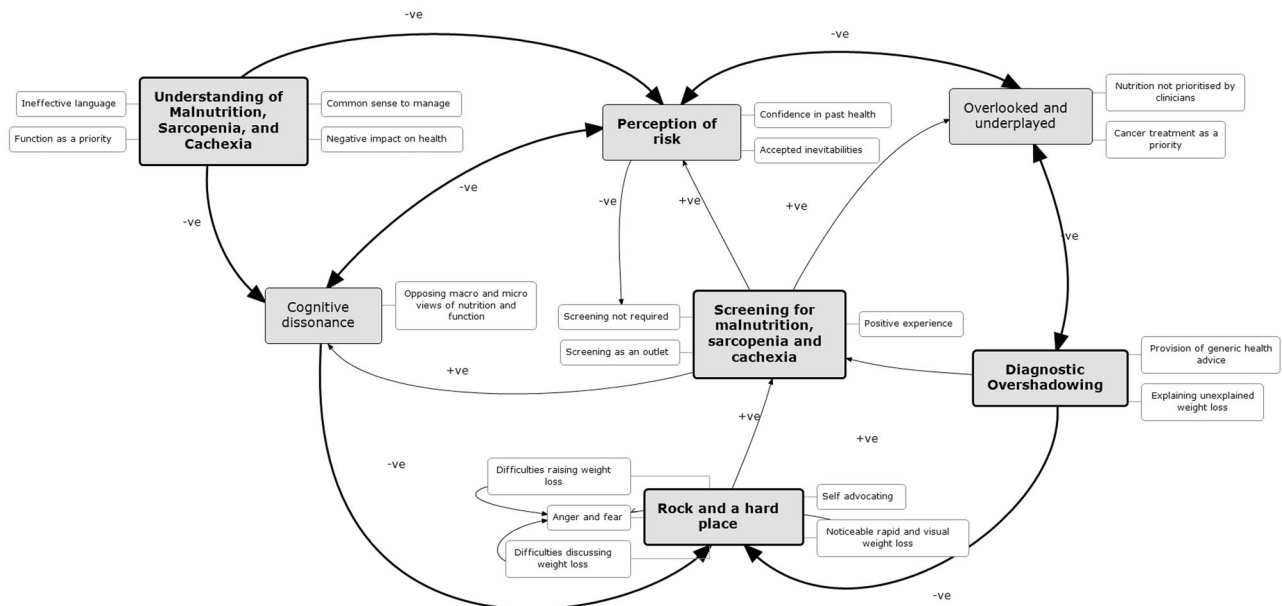 -ve
-ve
Understanding of
Malnutrition,
Sarcopenia, and
Cachexia
Ineffective language
Function as a priority
Common sense to manage
Negative impact on health
Perception of
risk
Confidence in past health
Accepted inevitabilities
Overlooked and
underplayed
Nutrition not prioritised by
clinicians
Cancer treatment as a
priority
-ve
-ve
-ve
+ve
+ve
-ve
Cognitive
dissonance
Opposing macro and micro
views of nutrition and
function
Screening not required
Screening as an outlet
Screening for
malnutrition,
sarcopenia and
cachexia
Positive experience
Diagnostic
Overshadowing
Provision of generic health
advice
Explaining unexplained
weight loss
+ve
+ve
+ve
-ve
Difficulties raising weight
loss
Anger and fear
Difficulties discussing
weight loss
Rock and a hard
place
Self advocating
Noticeable rapid and visual
weight loss
-ve